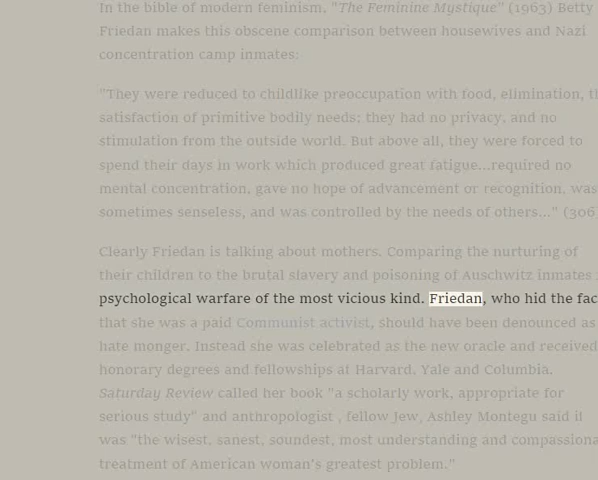 In the bible of modern feminism, "The Feminine Mystique" (1963) Betty
Friedan makes this obscene comparison between housewives and Nazi
concentration camp inmates:
"They were reduced to childlike preoccupation with food, elimination, th
satisfaction of primitive bodily needs; they had no privacy, and no
stimulation from the outside world. But above all, they were forced to
spend their days in work which produced great fatigue...required no
mental concentration, gave no hope of advancement or recognition, was
sometimes senseless, and was controlled by the needs of others..." (306)
Clearly Friedan is talking about mothers. Comparing the nurturing of
their children to the brutal slavery and poisoning of Auschwitz inmates
psychological warfare of the most vicious kind. Friedan, who hid the fac
that she was a paid Communist activist, should have been denounced as
hate monger. Instead she was celebrated as the new oracle and received
honorary degrees and fellowships at Harvard, Yale and Columbia.
Saturday Review called her book "a scholarly work, appropriate for
serious study" and anthropologist , fellow Jew, Ashley Montegu said it
was "the wisest, sanest, soundest, most understanding and compassiona
treatment of American woman's greatest problem."